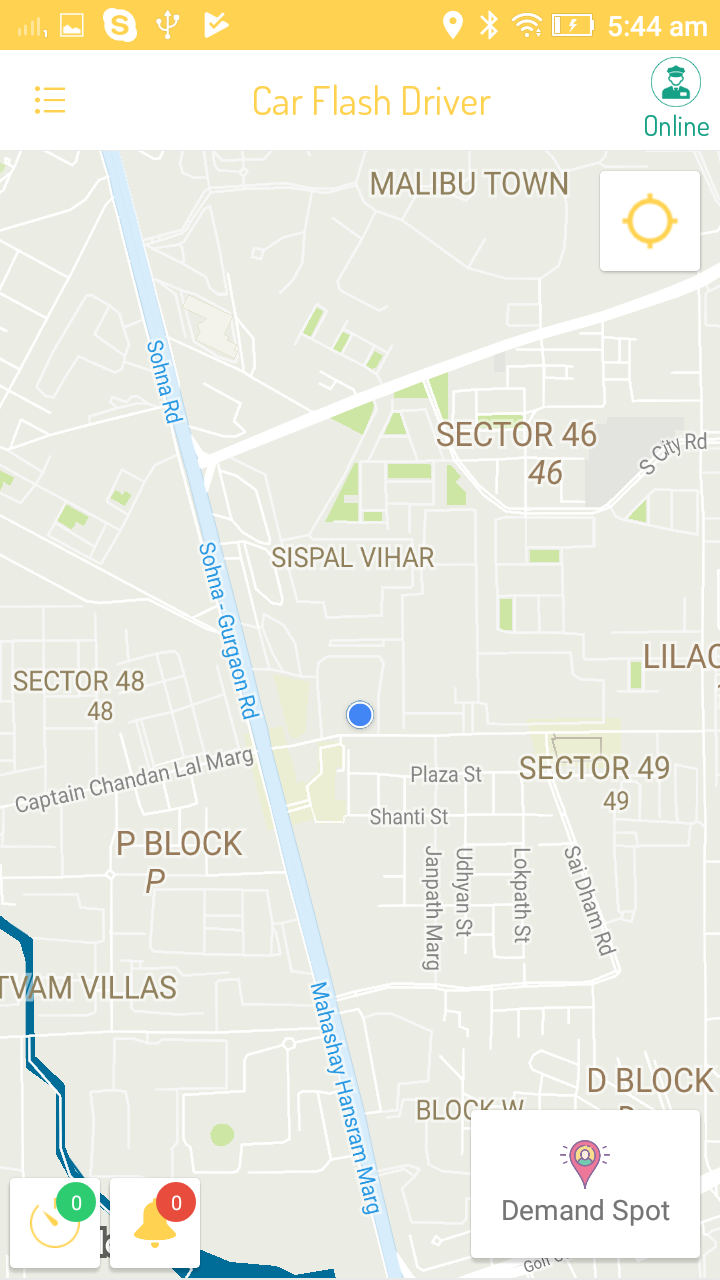 5:44 am
Car Flash Driver
Online
MALIBU TOWN
Sohna Rd
SECTOR 46
46
S City Rd
SISPAL VIHAR
Sohna - Gurgaon Rd
SECTOR 48
48
Captain Chandan Lal Marg
Plaza St
SECTOR 49
49
Shanti St
P BLOCK
P
Janpath Marg
Udhyan St
Lokpath St
Sai Dham Rd
TVAM VILLAS
Mahashay Hansram Marg
D BLOCK
BLOCK W
Demand Spot
0
0